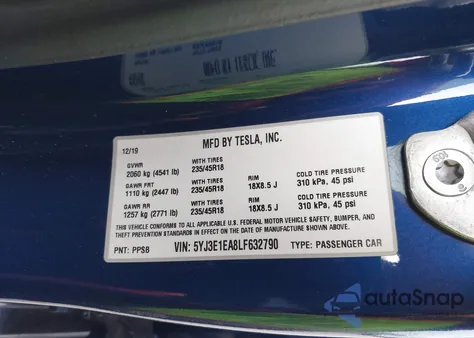 MFD BY TESLA, INC.
12/19
GVWR WITH TIRES
2060 kg (4541 lb) 235/45R18
GAWR FRT WITH TIRES RIM COLD TIRE PRESSURE
1110 kg (2447 lb) 235/45R18 18X8.5 J 310 kPa, 45 psi
GAWR RR WITH TIRES RIM COLD TIRE PRESSURE
1257 kg (2771 lb) 235/45R18 18X8.5 J 310 kPa, 45 psi
THIS VEHICLE CONFORMS TO ALL APPLICABLE U.S. FEDERAL MOTOR VEHICLE SAFETY, BUMPER, AND
THEFT PREVENTION STANDARDS IN EFFECT ON THE DATE OF MANUFACTURE SHOWN ABOVE.
PNT: PPSB VIN: 5YJ3E1EA8LF632790 TYPE: PASSENGER CAR
autoSnap